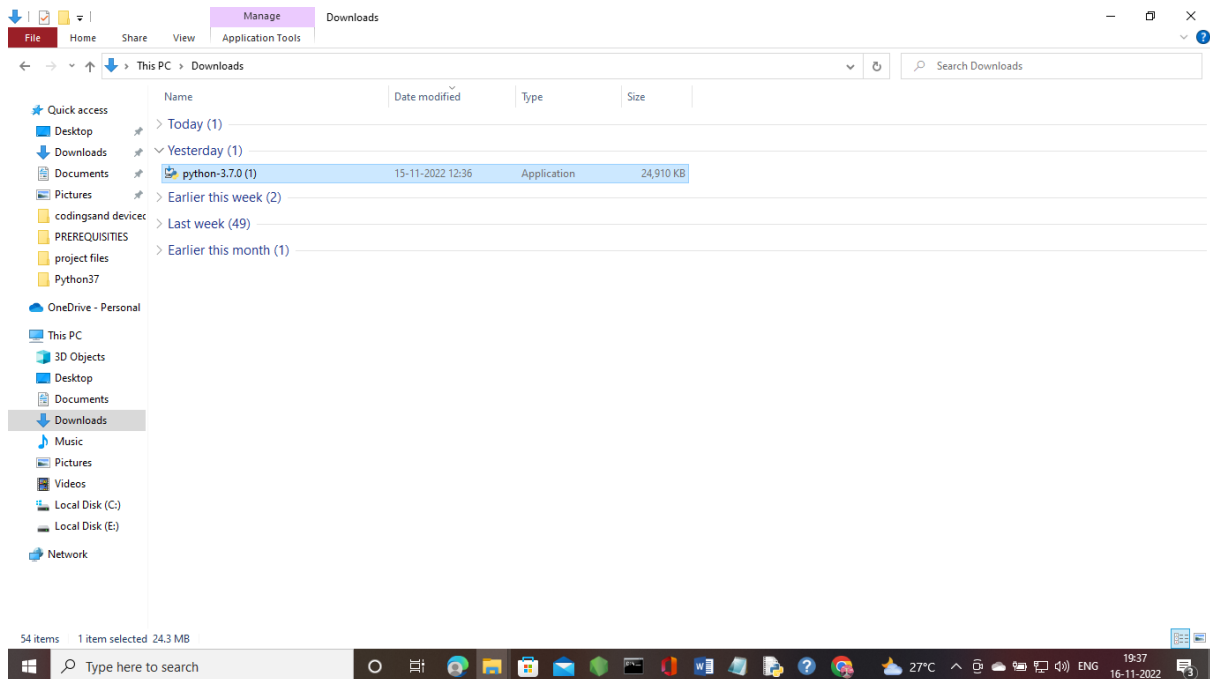 Manage
Downloads
File Home Share View Application Tools
This PC > Downloads
Search Downloads
Name Date modified Type Size
Quick access
Desktop
Downloads
Documents
Pictures
codingsand devicec
PREREQUISITIES
project files
Python37
OneDrive - Personal
This PC
3D Objects
Desktop
Documents
Downloads
Music
Pictures
Videos
Local Disk (C:)
Local Disk (E:)
Network
Today (1)
Yesterday (1)
python-3.7.0 (1) 15-11-2022 12:36 Application 24,910 KB
Earlier this week (2)
Last week (49)
Earlier this month (1)
54 items 1 item selected 24.3 MB
Type here to search
27°C
ENG
19:37
16-11-2022
3